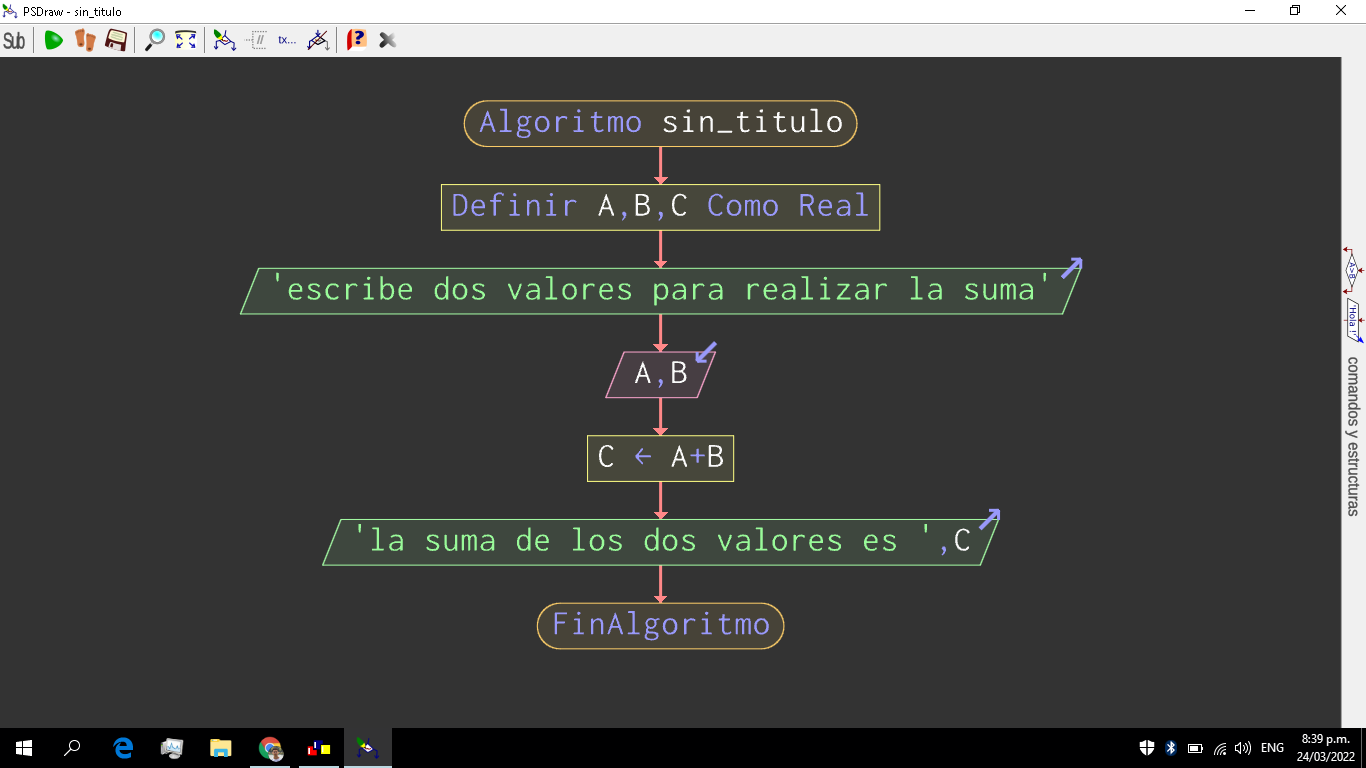 PSDraw - sin_titulo
Sub
tx...
Algoritmo sin_titulo
Definir A,B,C Como Real
'escribe dos valores para realizar la suma'
A,B
C ← A+B
'la suma de los dos valores es ',C
FinAlgoritmo
A>B
'Hola !'
comandos y estructuras
ENG
8:39 p.m.
24/03/2022